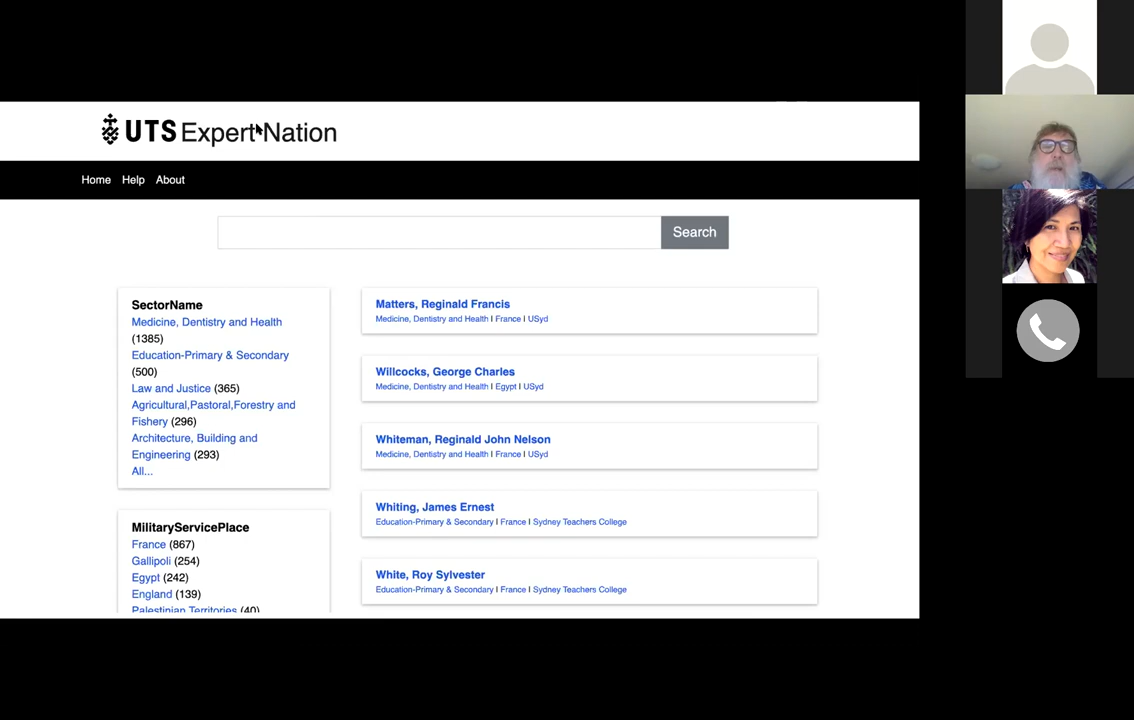 UTS ExpertNation
Home Help About
Search
SectorName
Medicine, Dentistry and Health
(1385)
Education-Primary & Secondary
(500)
Law and Justice (365)
Agricultural,Pastoral,Forestry and
Fishery (296)
Architecture, Building and
Engineering (293)
All...
MilitaryServicePlace
France (867)
Gallipoli (254)
Egypt (242)
England (139)
Palestinian Territories (40)
Matters, Reginald Francis
Medicine, Dentistry and Health | France | USyd
Willcocks, George Charles
Medicine, Dentistry and Health | Egypt | USyd
Whiteman, Reginald John Nelson
Medicine, Dentistry and Health | France | USyd
Whiting, James Ernest
Education-Primary & Secondary | France | Sydney Teachers College
White, Roy Sylvester
Education-Primary & Secondary | France | Sydney Teachers College